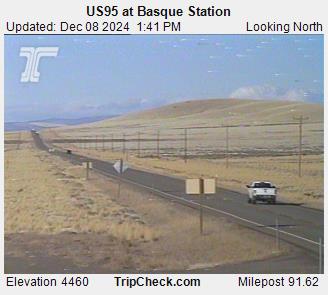 US95 at Basque Station
Updated: Dec 08 2024 1:41 PM Looking North
Elevation 4460 TripCheck.com Milepost 91.62